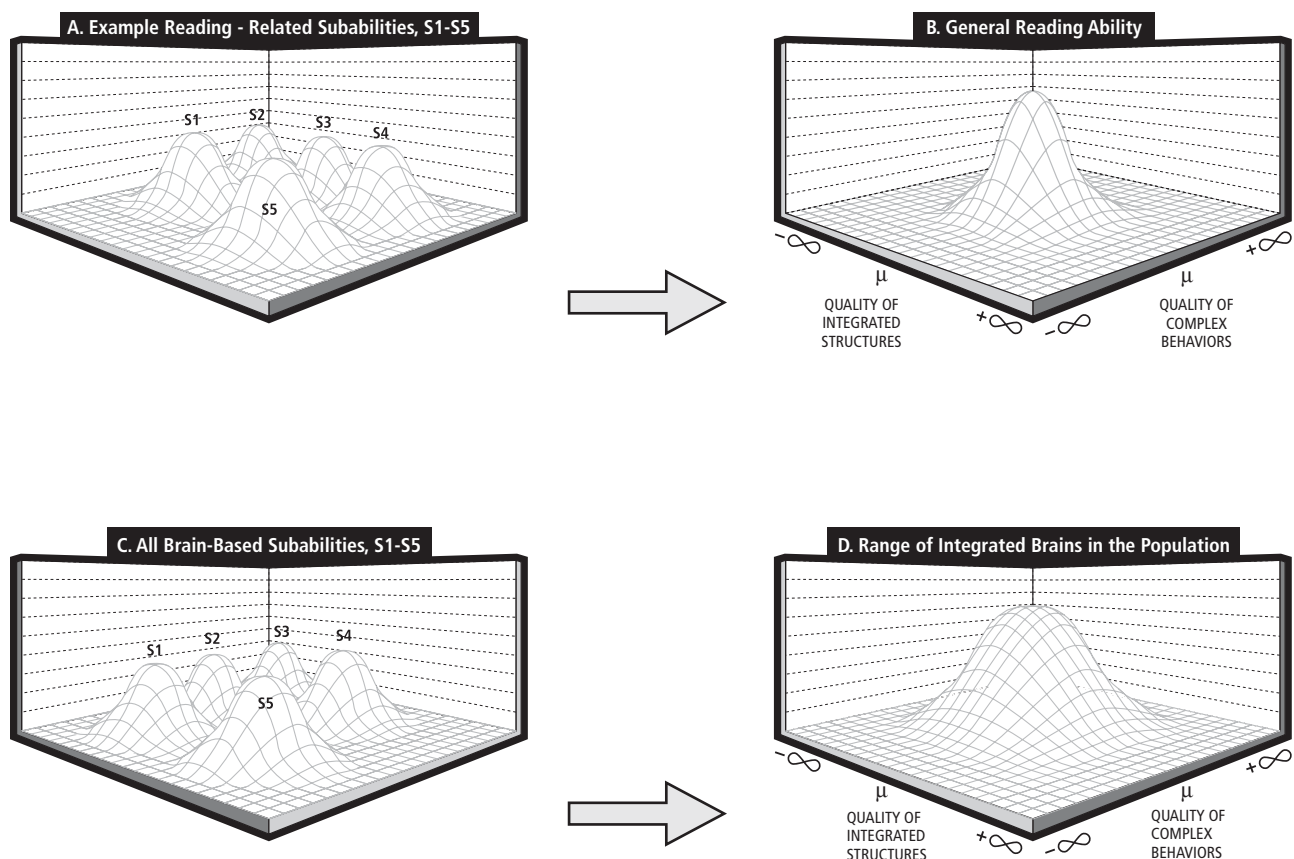 A. Example Reading - Related Subabilities, S1-S5
S1
S2
S3
S4
S5
B. General Reading Ability
-∞
μ
QUALITY OF
INTEGRATED
STRUCTURES
+∞
-∞
μ
QUALITY OF
COMPLEX
BEHAVIORS
+∞
C. All Brain-Based Subabilities, S1-S5
S1
S2
S3
S4
S5
D. Range of Integrated Brains in the Population
-∞
μ
QUALITY OF
INTEGRATED
STRUCTURES
+∞
-∞
μ
QUALITY OF
COMPLEX
BEHAVIORS
+∞